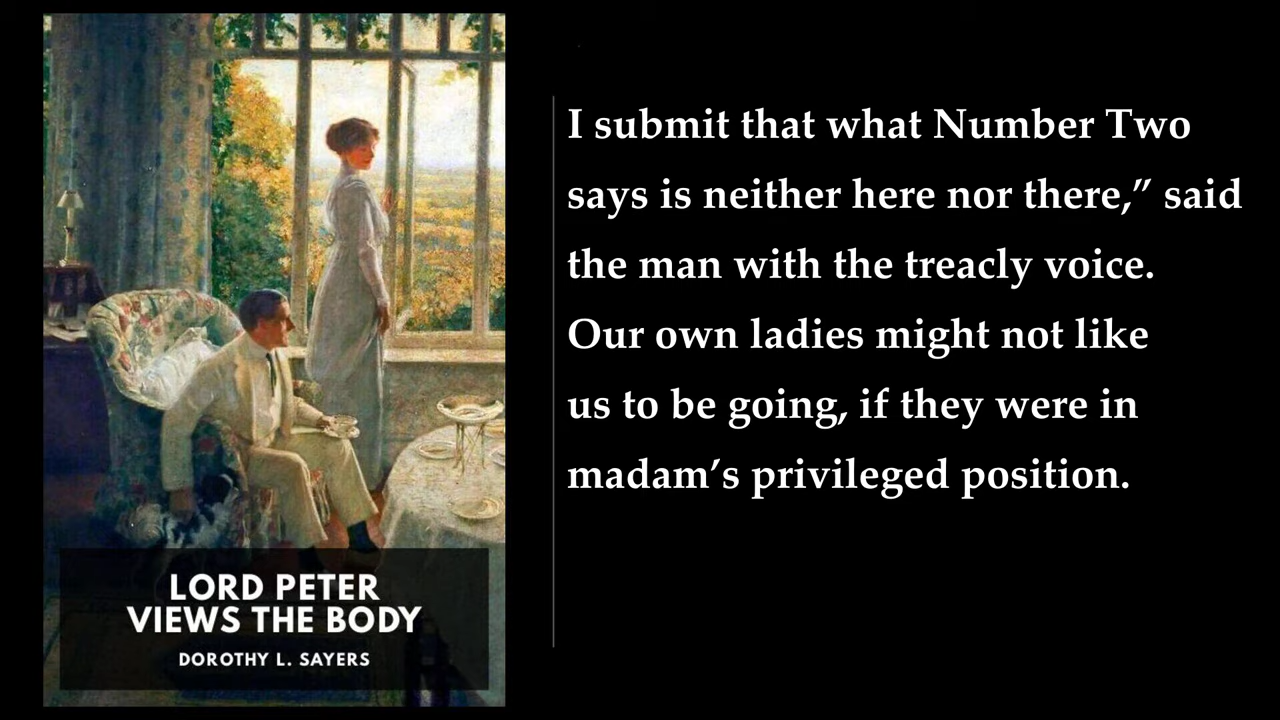 I submit that what Number Two
says is neither here nor there,” said
the man with the treacly voice.
Our own ladies might not like
us to be going, if they were in
madam’s privileged position.
LORD PETER
VIEWS THE BODY
DOROTHY L. SAYERS